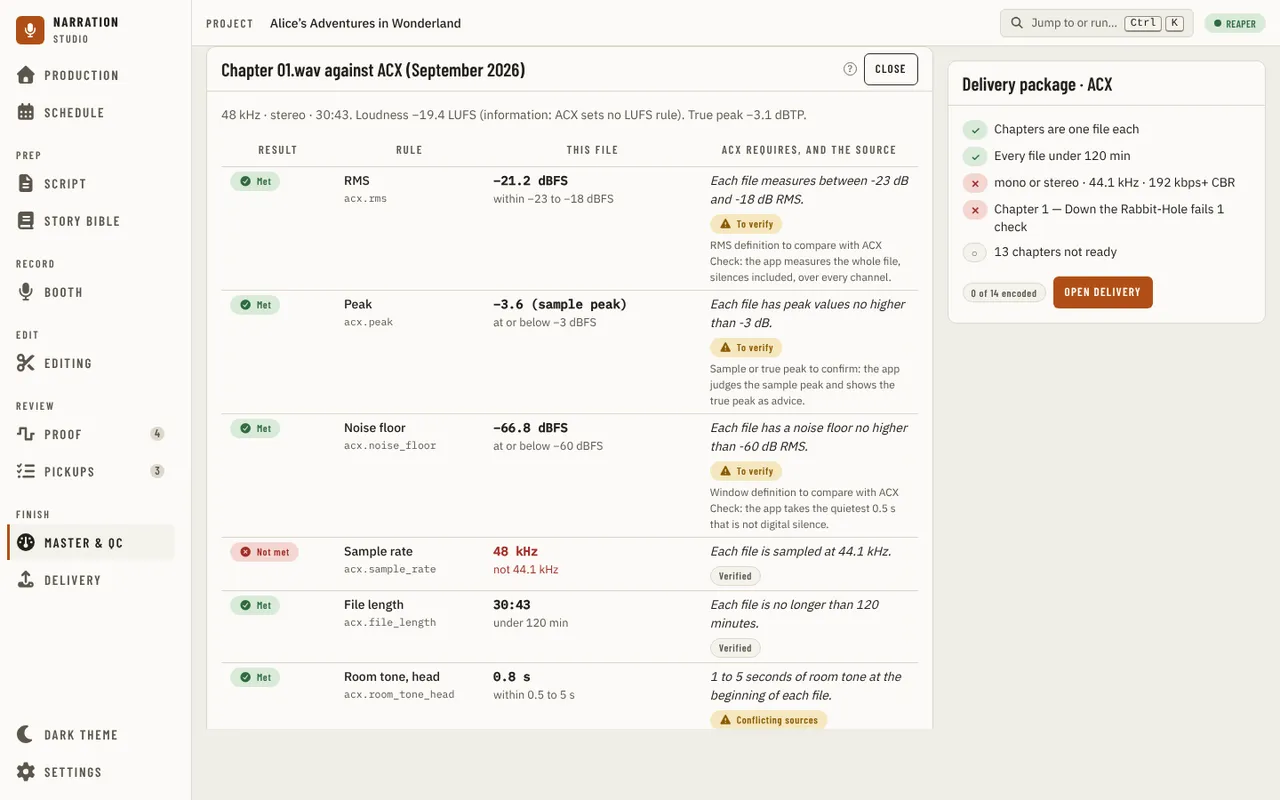 NARRATION
STUDIO
PRODUCTION
SCHEDULE
PREP
SCRIPT
STORY BIBLE
RECORD
BOOTH
EDIT
EDITING
REVIEW
PROOF 4
PICKUPS 3
FINISH
MASTER & QC
DELIVERY
DARK THEME
SETTINGS
PROJECT Alice's Adventures in Wonderland
Jump to or run... Ctrl K
REAPER
Chapter 01.wav against ACX (September 2026)
? CLOSE
48 kHz · stereo · 30:43. Loudness −19.4 LUFS (information: ACX sets no LUFS rule). True peak −3.1 dBTP.
RESULT RULE THIS FILE ACX REQUIRES, AND THE SOURCE
Met
RMS
acx.rms
−21.2 dBFS
within −23 to −18 dBFS
Each file measures between -23 dB
and -18 dB RMS.
To verify
RMS definition to compare with ACX
Check: the app measures the whole file,
silences included, over every channel.
Met
Peak
acx.peak
−3.6 (sample peak)
at or below −3 dBFS
Each file has peak values no higher
than -3 dB.
To verify
Sample or true peak to confirm: the app
judges the sample peak and shows the
true peak as advice.
Met
Noise floor
acx.noise_floor
−66.8 dBFS
at or below −60 dBFS
Each file has a noise floor no higher
than -60 dB RMS.
To verify
Window definition to compare with ACX
Check: the app takes the quietest 0.5 s
that is not digital silence.
Not met
Sample rate
acx.sample_rate
48 kHz
not 44.1 kHz
Each file is sampled at 44.1 kHz.
Verified
Met
File length
acx.file_length
30:43
under 120 min
Each file is no longer than 120
minutes.
Verified
Met
Room tone, head
acx.room_tone_head
0.8 s
within 0.5 to 5 s
1 to 5 seconds of room tone at the
beginning of each file.
Conflicting sources
Delivery package · ACX
Chapters are one file each
Every file under 120 min
mono or stereo · 44.1 kHz · 192 kbps+ CBR
Chapter 1 — Down the Rabbit-Hole fails 1
check
13 chapters not ready
0 of 14 encoded
OPEN DELIVERY